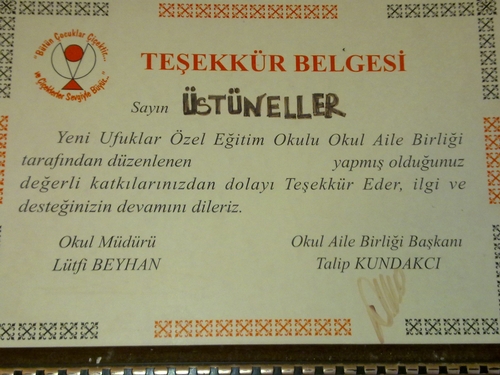 "Bütün Çocuklar Çiçektir...
ve Çiçekler Sevgiyle Büyür..."
TEŞEKKÜR BELGESİ
Sayın ÜSTÜNELLER
Yeni Ufuklar Özel Eğitim Okulu Okul Aile Birliği
tarafından düzenlenen yapmış olduğunuz
değerli katkılarınızdan dolayı Teşekkür Eder, ilgi ve
desteğinizin devamını dileriz.
Okul Müdürü
Lütfi BEYHAN
Okul Aile Birliği Başkanı
Talip KUNDAKCI